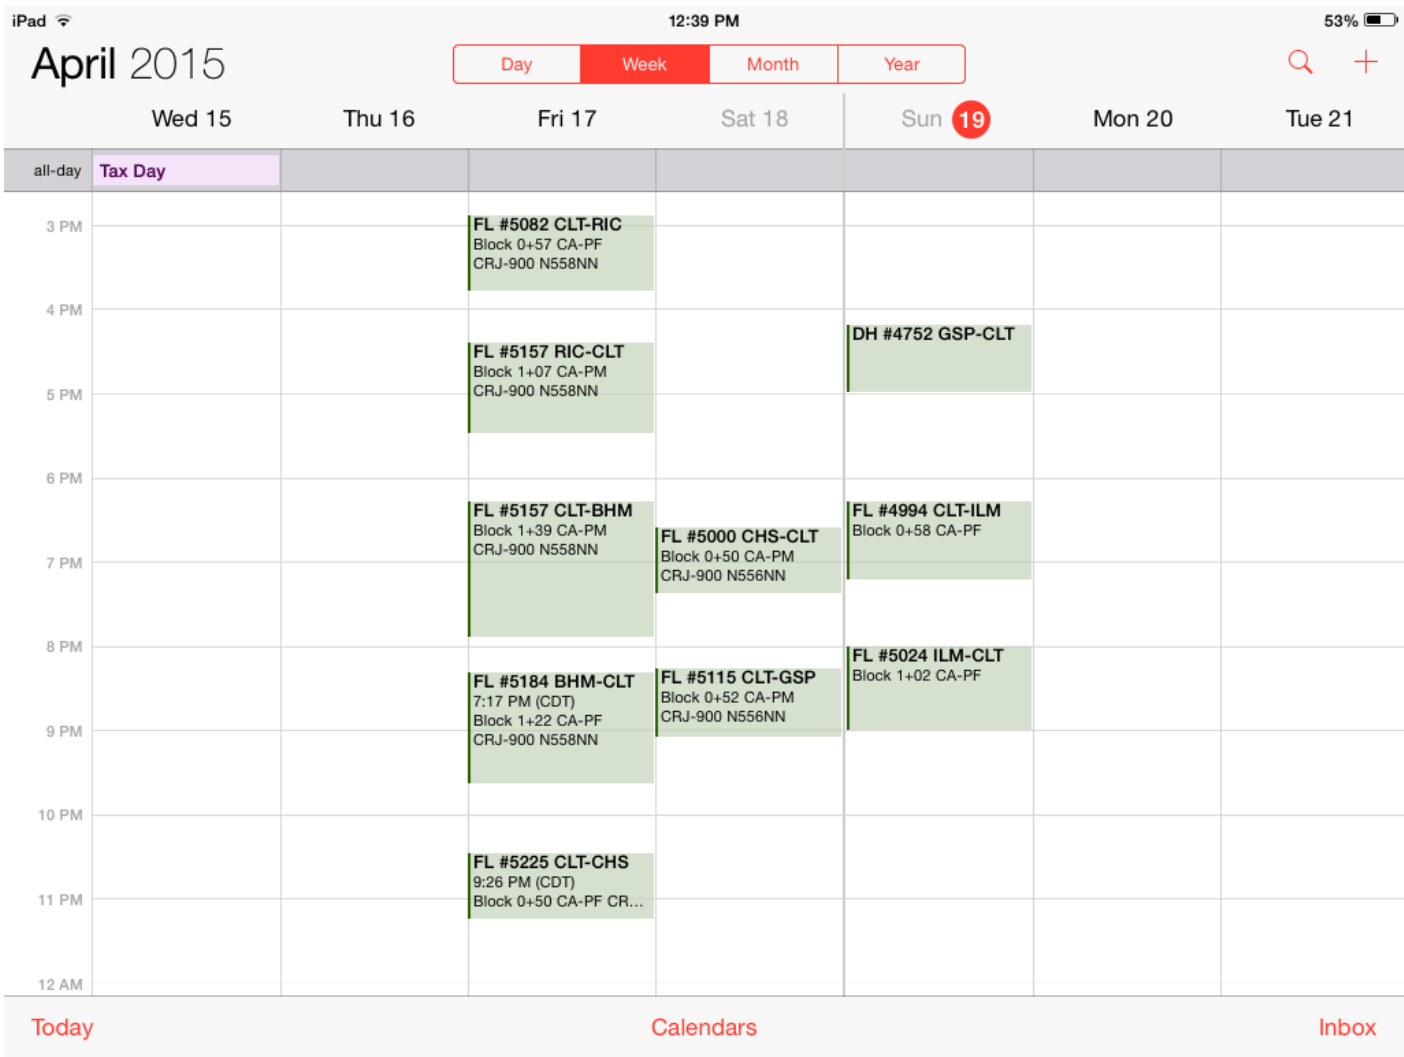 iPad 12:39 PM 53%
April 2015 Day Week Month Year
Wed 15 Thu 16 Fri 17 Sat 18 Sun 19 Mon 20 Tue 21
all-day Tax Day
3 PM
4 PM
5 PM
6 PM
7 PM
8 PM
9 PM
10 PM
11 PM
12 AM
FL #5082 CLT-RIC
Block 0+57 CA-PF
CRJ-900 N558NN
FL #5157 RIC-CLT
Block 1+07 CA-PM
CRJ-900 N558NN
FL #5157 CLT-BHM
Block 1+39 CA-PM
CRJ-900 N558NN
FL #5184 BHM-CLT
7:17 PM (CDT)
Block 1+22 CA-PF
CRJ-900 N558NN
FL #5225 CLT-CHS
9:26 PM (CDT)
Block 0+50 CA-PF CR...
FL #5000 CHS-CLT
Block 0+50 CA-PM
CRJ-900 N556NN
FL #5115 CLT-GSP
Block 0+52 CA-PM
CRJ-900 N556NN
DH #4752 GSP-CLT
FL #4994 CLT-ILM
Block 0+58 CA-PF
FL #5024 ILM-CLT
Block 1+02 CA-PF
Today Calendars Inbox